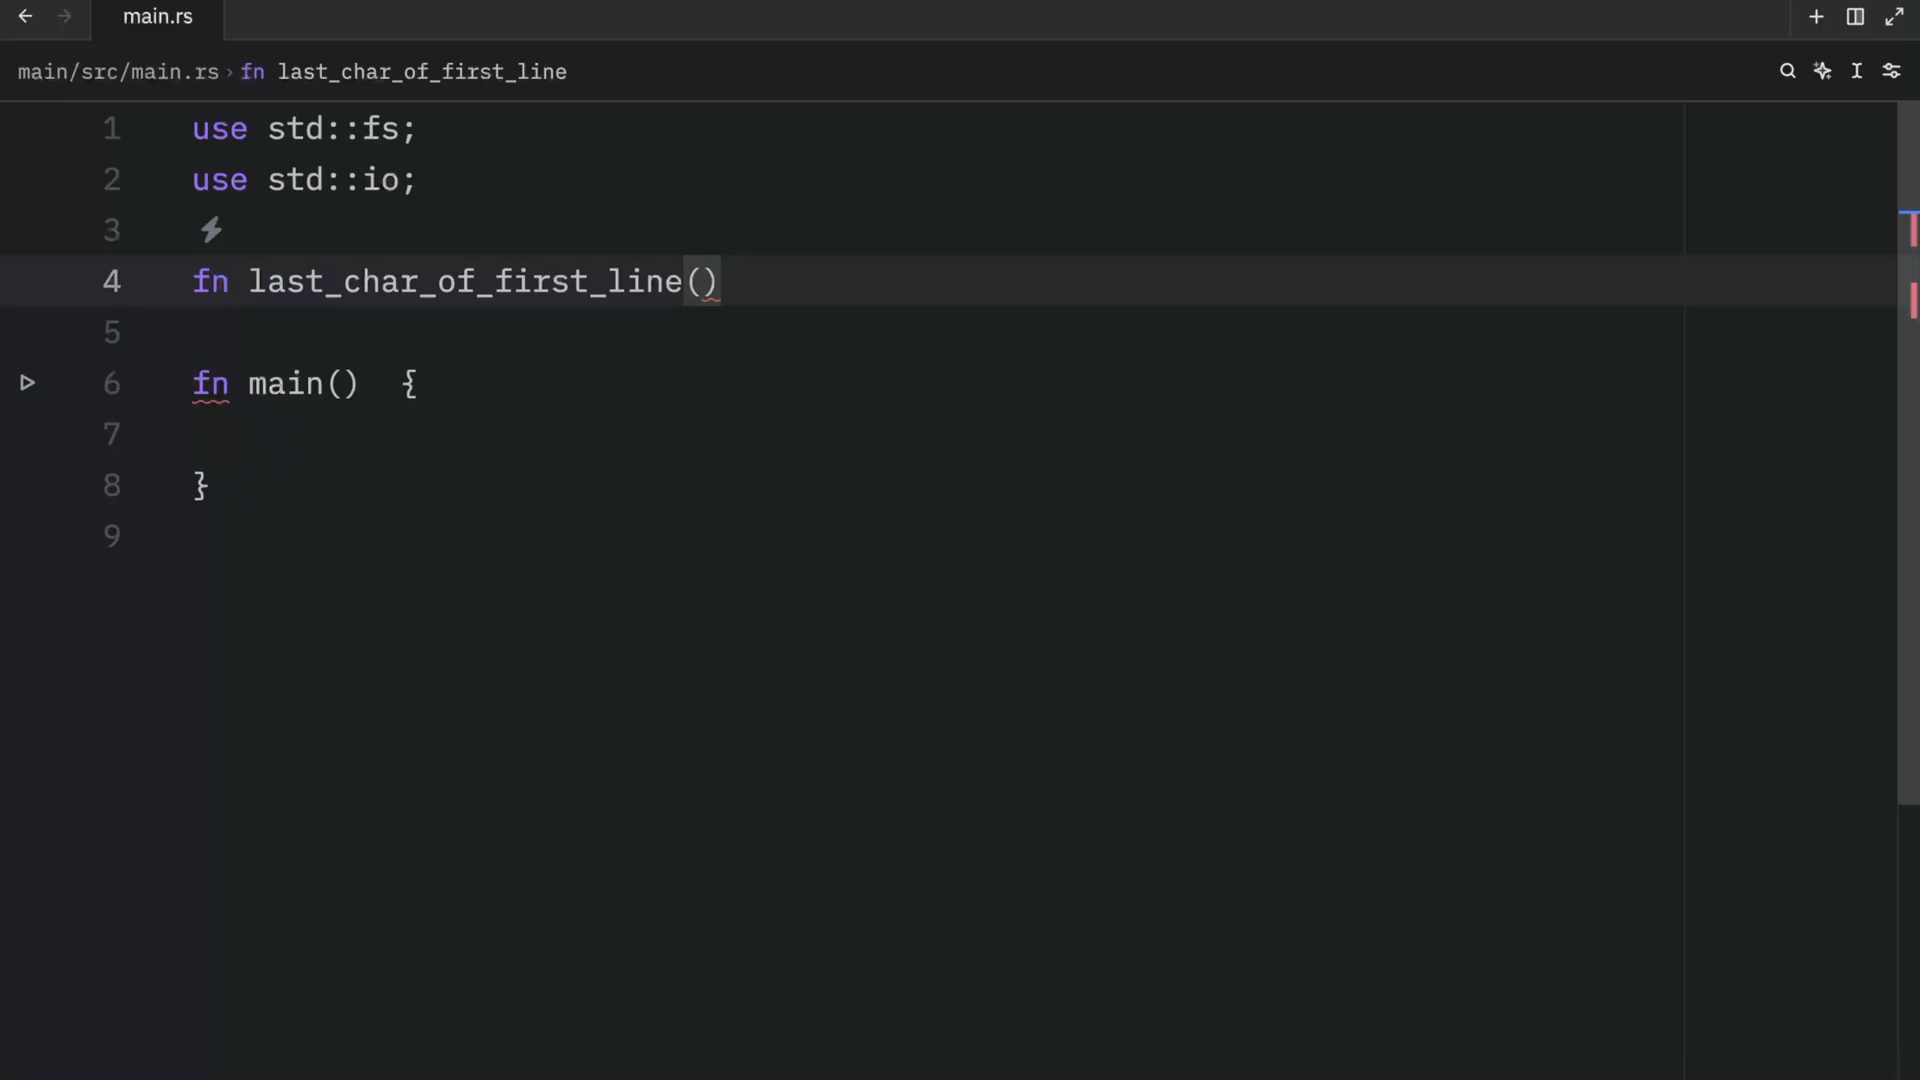 main.rs
main/src/main.rs › fn last_char_of_first_line
1 use std::fs;
2 use std::io;
3
4 fn last_char_of_first_line()
5
6 fn main()  {
7
8 }
9